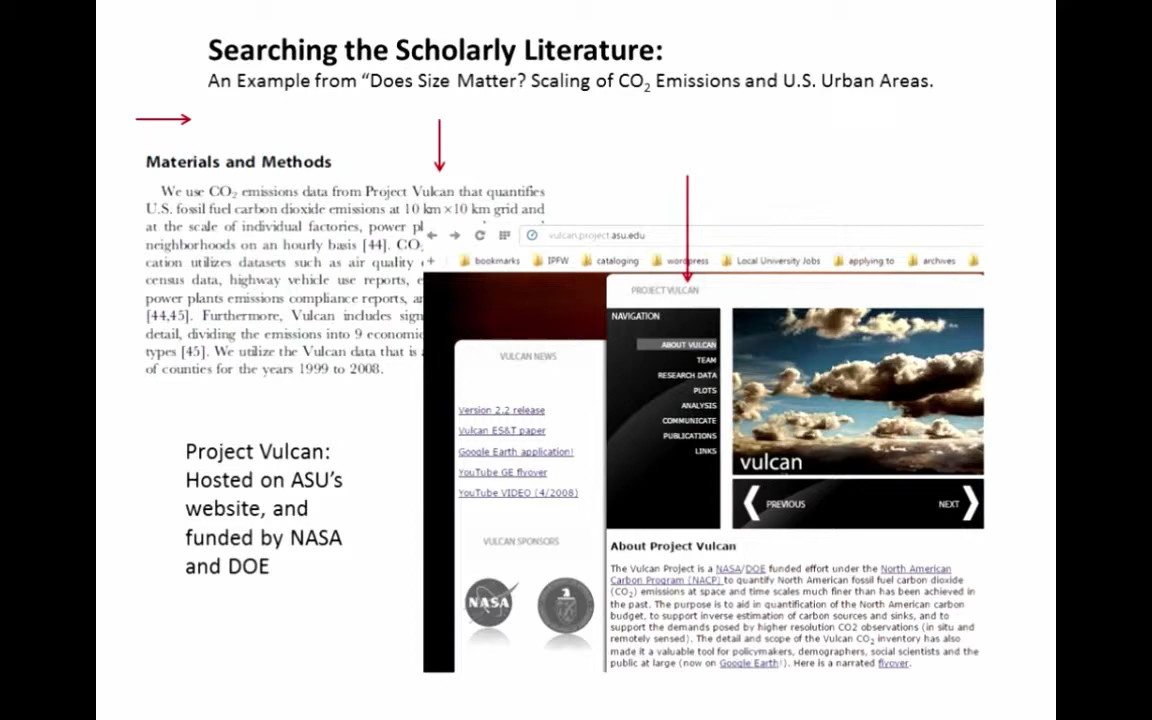 Searching the Scholarly Literature:
An Example from “Does Size Matter? Scaling of CO2 Emissions and U.S. Urban Areas.
Materials and Methods
We use CO2 emissions data from Project Vulcan that quantifies
U.S. fossil fuel carbon dioxide emissions at 10 km×10 km grid and
at the scale of individual factories, power
neighborhoods on an hourly basis [44]. CO
cation utilizes datasets such as air quality
census data, highway vehicle use reports,
power plants emissions compliance reports,
[44,45]. Furthermore, Vulcan includes
detail, dividing the emissions into 9
types [45]. We utilize the Vulcan data that is
of counties for the years 1999 to 2008.
Project Vulcan:
Hosted on ASU’s
website, and
funded by NASA
and DOE
vulcan.project.asu.edu
bookmarks IPFW cataloging wordpress Local University Jobs applying to archives
VULCAN NEWS
Version 2.2 release
Vulcan ES&T paper
Google Earth application!
YouTube GE flyover
YouTube VIDEO (4/2008)
VULCAN SPONSORS
NASA
PROJECT VULCAN
NAVIGATION
ABOUT VULCAN
TEAM
RESEARCH DATA
PLOTS
ANALYSIS
COMMUNICATE
PUBLICATIONS
LINKS
vulcan
PREVIOUS NEXT
About Project Vulcan
The Vulcan Project is a NASA/DOE funded effort under the North American
Carbon Program (NACP) to quantify North American fossil fuel carbon dioxide
(CO2) emissions at space and time scales much finer than has been achieved in
the past. The purpose is to aid in quantification of the North American carbon
budget, to support inverse estimation of carbon sources and sinks, and to
support the demands posed by higher resolution CO2 observations (in situ and
remotely sensed). The detail and scope of the Vulcan CO2 inventory has also
made it a valuable tool for policymakers, demographers, social scientists and the
public at large (now on Google Earth!). Here is a narrated flyover.